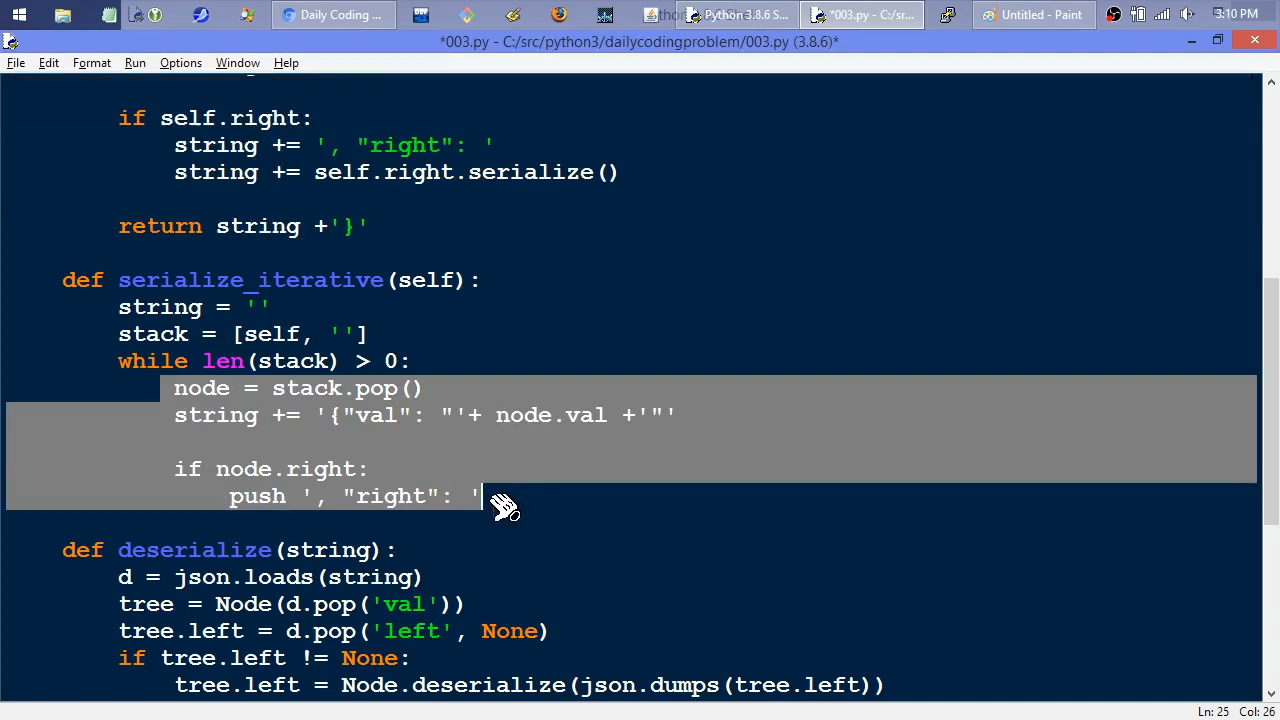 Daily Coding ...
Python 3.8.6 S...
*003.py - C:/sr...
Untitled - Paint
3:10 PM
*003.py - C:/src/python3/dailycodingproblem/003.py (3.8.6)*
File Edit Format Run Options Window Help
if self.right:
string += ', "right": '
string += self.right.serialize()
return string +'}'
def serialize_iterative(self):
string = ''
stack = [self, '']
while len(stack) > 0:
node = stack.pop()
string += '{"val": "'+ node.val +'"'
if node.right:
push ', "right": '
def deserialize(string):
d = json.loads(string)
tree = Node(d.pop('val'))
tree.left = d.pop('left', None)
if tree.left != None:
tree.left = Node.deserialize(json.dumps(tree.left))
Ln: 25 Col: 26